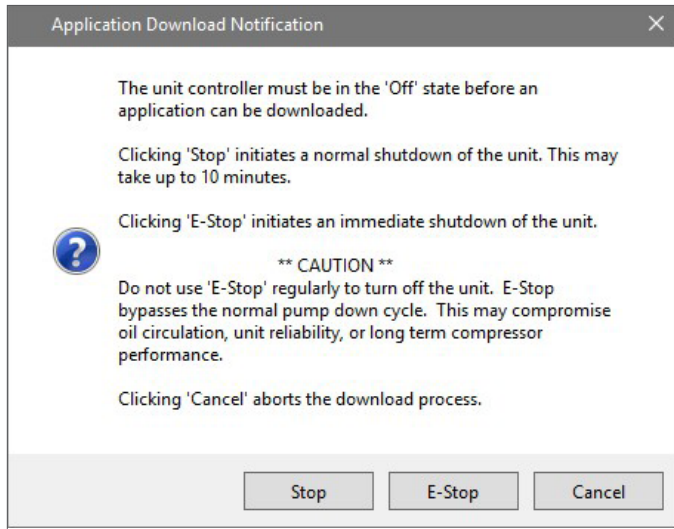 Application Download Notification
The unit controller must be in the 'Off' state before an
application can be downloaded.
Clicking 'Stop' initiates a normal shutdown of the unit. This may
take up to 10 minutes.
Clicking 'E-Stop' initiates an immediate shutdown of the unit.
** CAUTION **
Do not use 'E-Stop' regularly to turn off the unit.  E-Stop
bypasses the normal pump down cycle.  This may compromise
oil circulation, unit reliability, or long term compressor
performance.
Clicking 'Cancel' aborts the download process.
Stop E-Stop Cancel